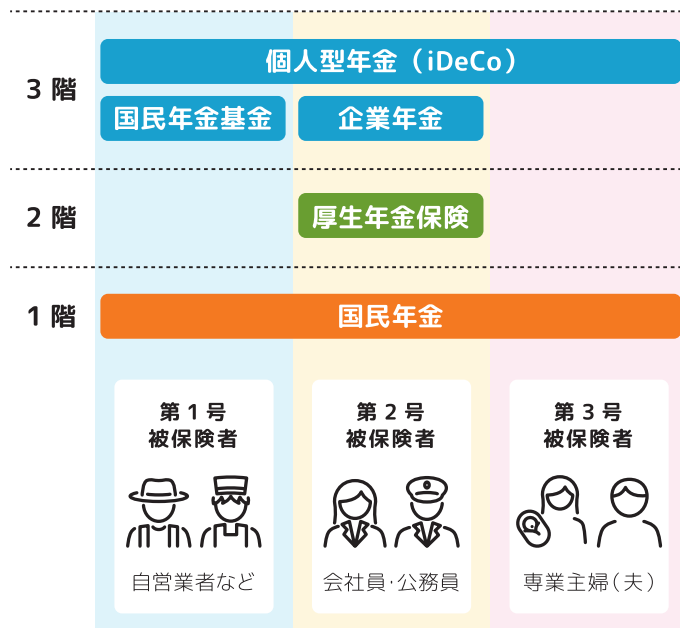 個人型年金（iDeCo）
3 階
国民年金基金
企業年金
2 階
厚生年金保険
1 階
国民年金
第 1 号
被保険者
自営業者など
第 2 号
被保険者
会社員·公務員
第 3 号
被保険者
専業主婦（夫）